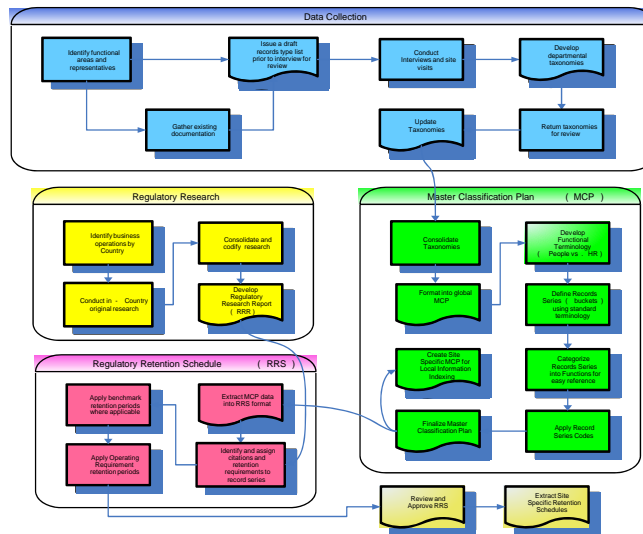 Data Collection
Identify functional
areas and
representatives
Issue a draft
records type list
prior to interview for
review
Conduct
Interviews and site
visits
Develop
departmental
taxonomies
Gather existing
documentation
Update
Taxonomies
Return taxonomies
for review
Regulatory Research
Identify business
operations by
Country
Consolidate and
codify research
Conduct in - Country
original research
Develop
Regulatory
Research Report
( RRR )
Master Classification Plan ( MCP )
Consolidate
Taxonomies
Develop
Functional
Terminology
( People vs . HR )
Format into global
MCP
Define Records
Series ( buckets )
using standard
terminology
Create Site
Specific MCP for
Local Information
Indexing
Categorize
Records Series
into Functions for
easy reference
Finalize Master
Classification Plan
Apply Record
Series Codes
Regulatory Retention Schedule ( RRS )
Apply benchmark
retention periods
where applicable
Extract MCP data
into RRS format
Apply Operating
Requirement
retention periods
Identify and assign
citations and
retention
requirements to
record series
Review and
Approve RRS
Extract Site
Specific Retention
Schedules